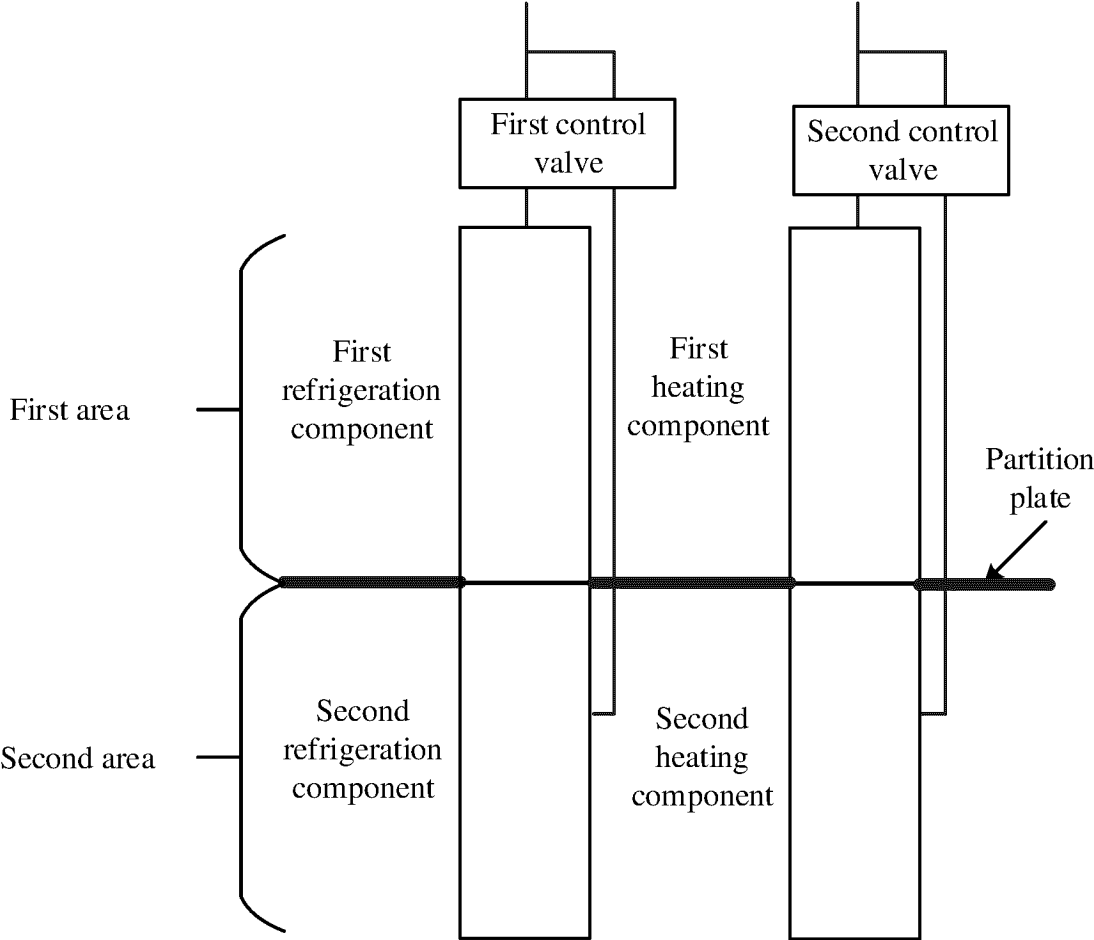 First control
valve
Second control
valve
First area
First
refrigeration
component
First
heating
component
Partition
plate
Second area
Second
refrigeration
component
Second
heating
component